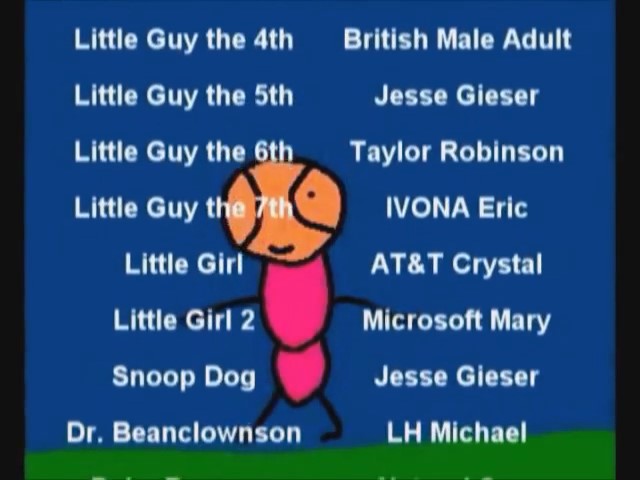 Little Guy the 4th British Male Adult
Little Guy the 5th Jesse Gieser
Little Guy the 6th Taylor Robinson
Little Guy the 7th IVONA Eric
Little Girl AT&T Crystal
Little Girl 2 Microsoft Mary
Snoop Dog Jesse Gieser
Dr. Beanclownson LH Michael